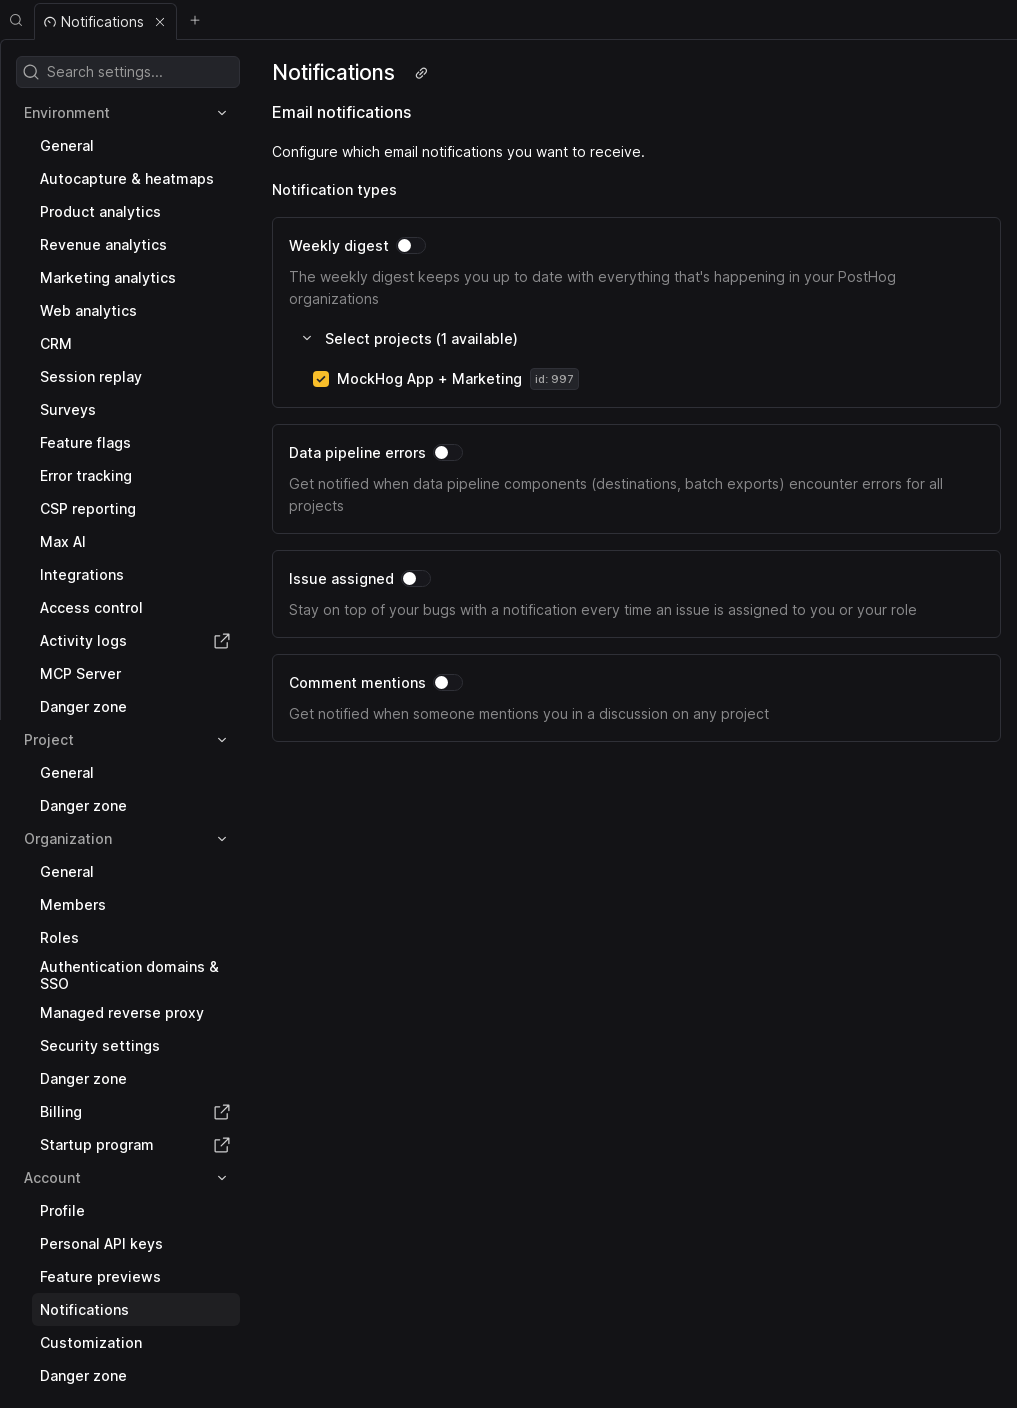 Notifications
Search settings...
Environment
General
Autocapture & heatmaps
Product analytics
Revenue analytics
Marketing analytics
Web analytics
CRM
Session replay
Surveys
Feature flags
Error tracking
CSP reporting
Max AI
Integrations
Access control
Activity logs
MCP Server
Danger zone
Project
General
Danger zone
Organization
General
Members
Roles
Authentication domains &
SSO
Managed reverse proxy
Security settings
Danger zone
Billing
Startup program
Account
Profile
Personal API keys
Feature previews
Notifications
Customization
Danger zone
Notifications
Email notifications
Configure which email notifications you want to receive.
Notification types
Weekly digest
The weekly digest keeps you up to date with everything that's happening in your PostHog
organizations
Select projects (1 available)
MockHog App + Marketing id: 997
Data pipeline errors
Get notified when data pipeline components (destinations, batch exports) encounter errors for all
projects
Issue assigned
Stay on top of your bugs with a notification every time an issue is assigned to you or your role
Comment mentions
Get notified when someone mentions you in a discussion on any project